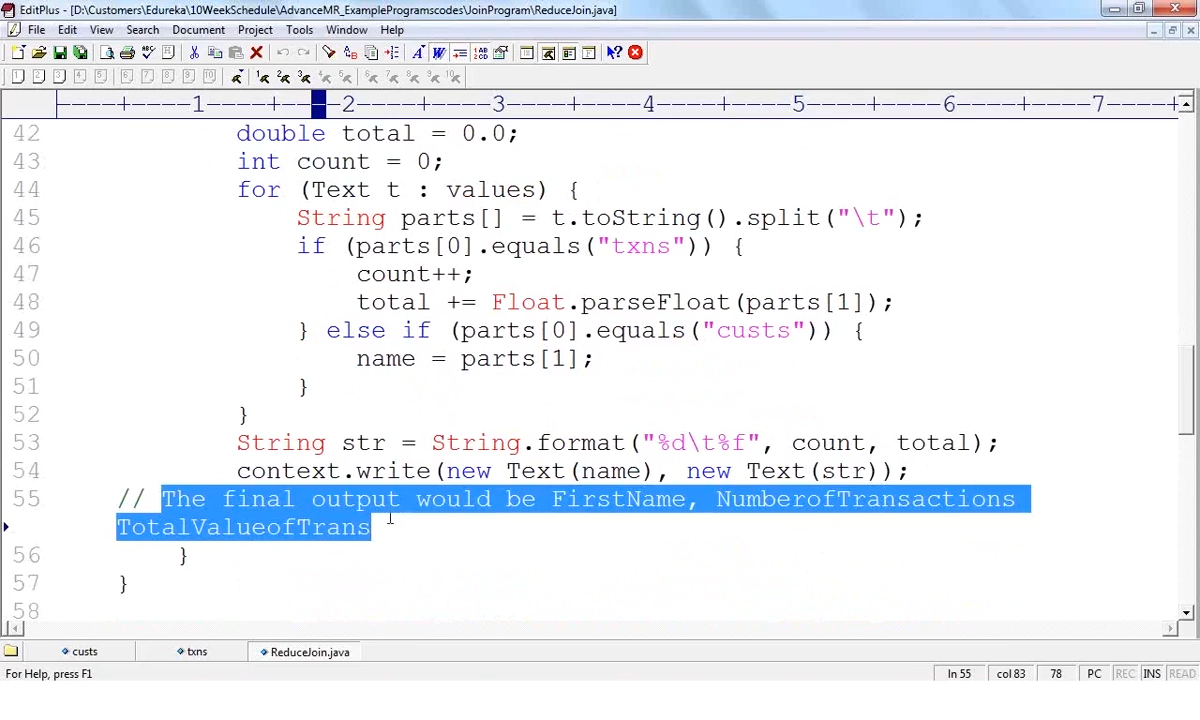 EditPlus - [D:\Customers\Edureka\10WeekSchedule\AdvanceMR_ExampleProgramscodes\JoinProgram\ReduceJoin.java]
File Edit View Search Document Project Tools Window Help
----+----1----+----2----+----3----+----4----+----5----+----6----+----7----+
42 double total = 0.0;
43 int count = 0;
44 for (Text t : values) {
45 String parts[] = t.toString().split("\t");
46 if (parts[0].equals("txns")) {
47 count++;
48 total += Float.parseFloat(parts[1]);
49 } else if (parts[0].equals("custs")) {
50 name = parts[1];
51 }
52 }
53 String str = String.format("%d\t%f", count, total);
54 context.write(new Text(name), new Text(str));
55 // The final output would be FirstName, NumberofTransactions
TotalValueofTrans
56 }
57 }
58
custs txns ReduceJoin.java
For Help, press F1 ln 55 col 83 78 PC REC INS READ